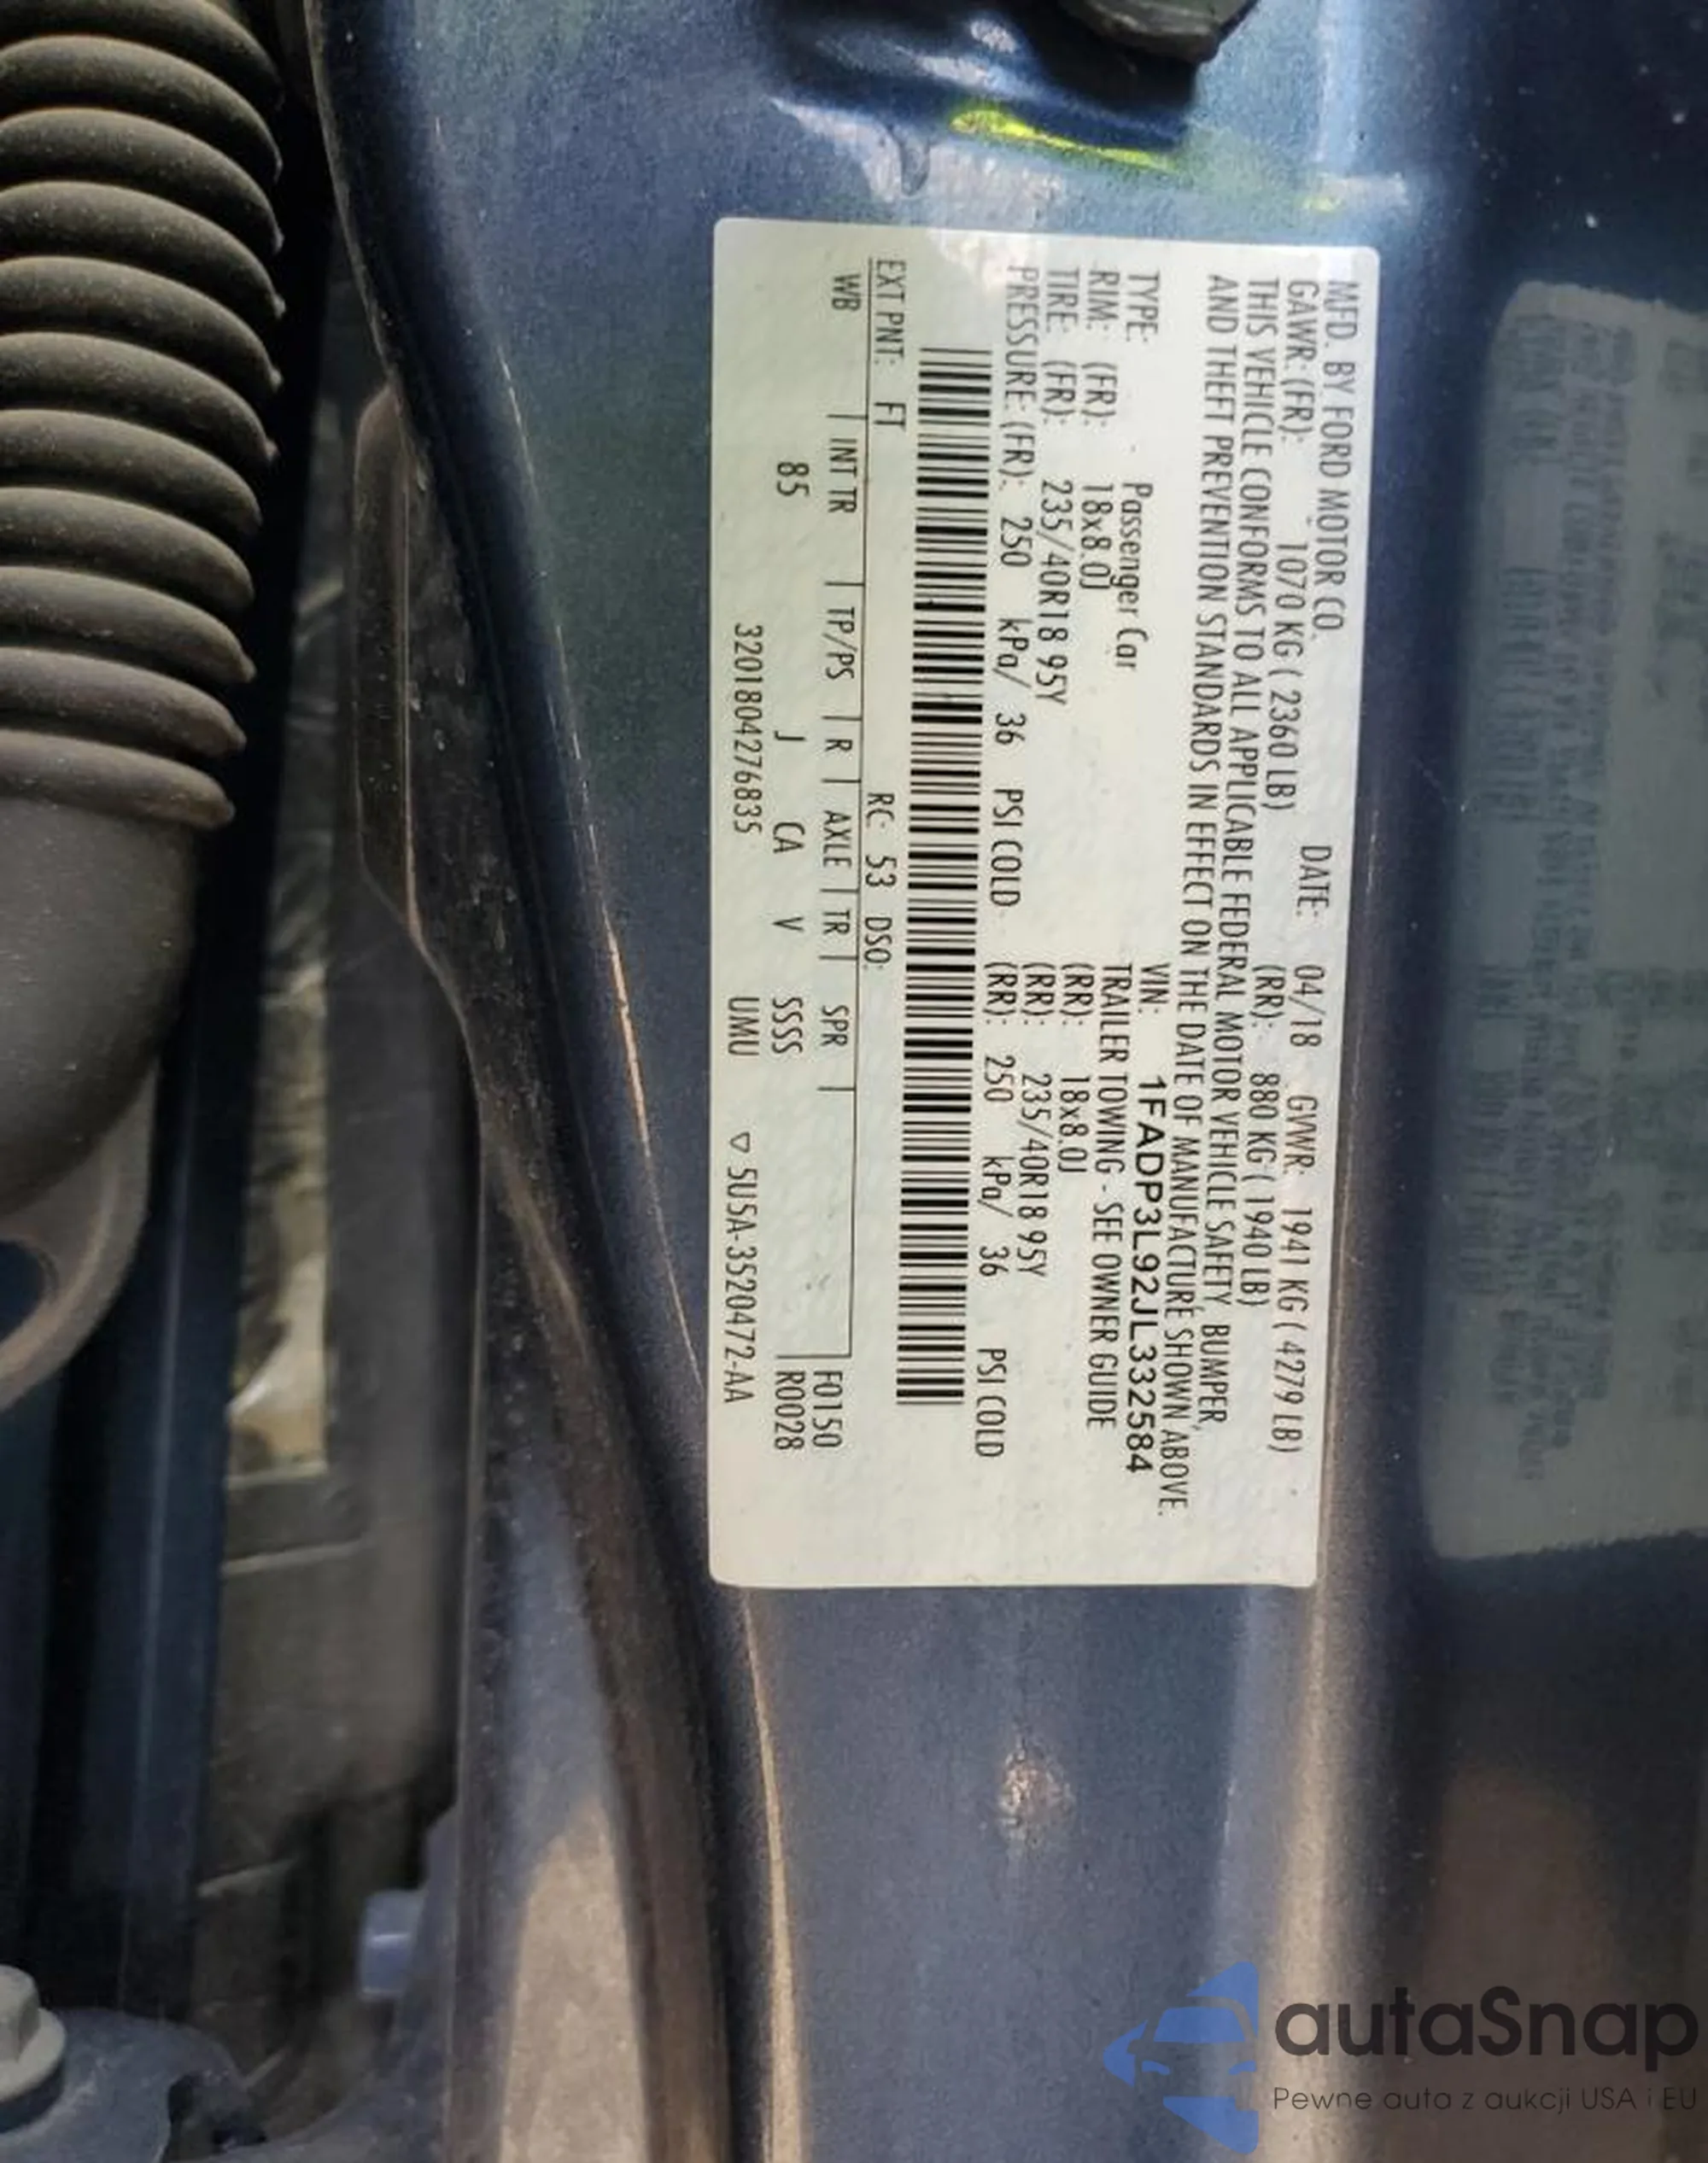 MFD. BY FORD MOTOR CO.
DATE: 04/18 GVWR: 1941 KG ( 4279 LB)
GAWR: (FR): 1070 KG ( 2360 LB) (RR): 880 KG ( 1940 LB)
THIS VEHICLE CONFORMS TO ALL APPLICABLE FEDERAL MOTOR VEHICLE SAFETY, BUMPER,
AND THEFT PREVENTION STANDARDS IN EFFECT ON THE DATE OF MANUFACTURE SHOWN ABOVE.
VIN: 1FADP3L92JL332584
TYPE: Passenger Car TRAILER TOWING - SEE OWNER GUIDE
RIM: (FR): 18x8.0J (RR): 18x8.0J
TIRE: (FR): 235/40R18 95Y (RR): 235/40R18 95Y
PRESSURE: (FR): 250 kPa/ 36 PSI COLD (RR): 250 kPa/ 36 PSI COLD
EXT PNT: FT RC: 53 DSO:
WB | INT TR | TP/PS | R | AXLE | TR | SPR | F0150
85 J CA V SSSS R0028
3201804276835 UMU ▽ 5U5A-3520472-AA
autaSnap
Pewne auta z aukcji USA i EU